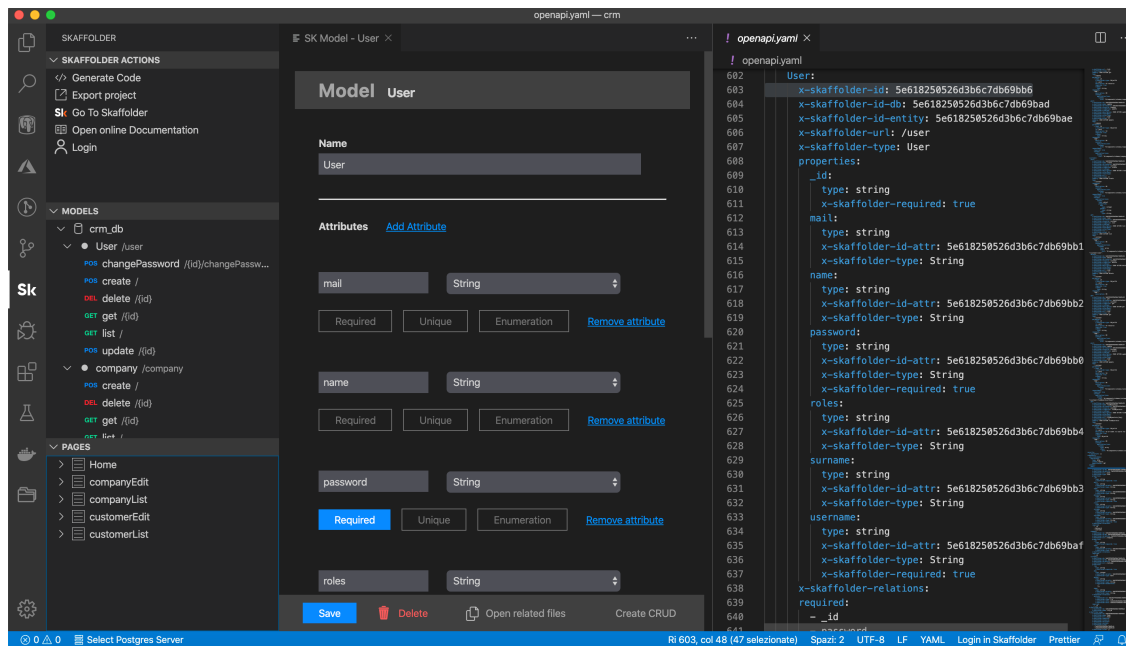 openapi.yaml — crm
SKAFFOLDER
SKAFFOLDER ACTIONS
Generate Code
Export project
Sk Go To Skaffolder
Open online Documentation
Login
MODELS
crm_db
User /user
POS changePassword /{id}/changePassw...
POS create /
DEL delete /{id}
GET get /{id}
GET list /
POS update /{id}
company /company
POS create /
DEL delete /{id}
GET get /{id}
GET list /
PAGES
Home
companyEdit
companyList
customerEdit
customerList
Sk
SK Model - User
Model User
Name
User
Attributes Add Attribute
mail String
Required Unique Enumeration Remove attribute
name String
Required Unique Enumeration Remove attribute
password String
Required Unique Enumeration Remove attribute
roles String
Save Delete Open related files Create CRUD
! openapi.yaml
! openapi.yaml
602 User:
603 x-skaffolder-id: 5e618250526d3b6c7db69bb6
604 x-skaffolder-id-db: 5e618250526d3b6c7db69bad
605 x-skaffolder-id-entity: 5e618250526d3b6c7db69bae
606 x-skaffolder-url: /user
607 x-skaffolder-type: User
608 properties:
609 _id:
610 type: string
611 x-skaffolder-required: true
612 mail:
613 type: string
614 x-skaffolder-id-attr: 5e618250526d3b6c7db69bb1
615 x-skaffolder-type: String
616 name:
617 type: string
618 x-skaffolder-id-attr: 5e618250526d3b6c7db69bb2
619 x-skaffolder-type: String
620 password:
621 type: string
622 x-skaffolder-id-attr: 5e618250526d3b6c7db69bb0
623 x-skaffolder-type: String
624 x-skaffolder-required: true
625 roles:
626 type: string
627 x-skaffolder-id-attr: 5e618250526d3b6c7db69bb4
628 x-skaffolder-type: String
629 surname:
630 type: string
631 x-skaffolder-id-attr: 5e618250526d3b6c7db69bb3
632 x-skaffolder-type: String
633 username:
634 type: string
635 x-skaffolder-id-attr: 5e618250526d3b6c7db69baf
636 x-skaffolder-type: String
637 x-skaffolder-required: true
638 x-skaffolder-relations:
639 required:
640 - _id
641 - password
0 0 Select Postgres Server Ri 603, col 48 (47 selezionate) Spazi: 2 UTF-8 LF YAML Login in Skaffolder Prettier